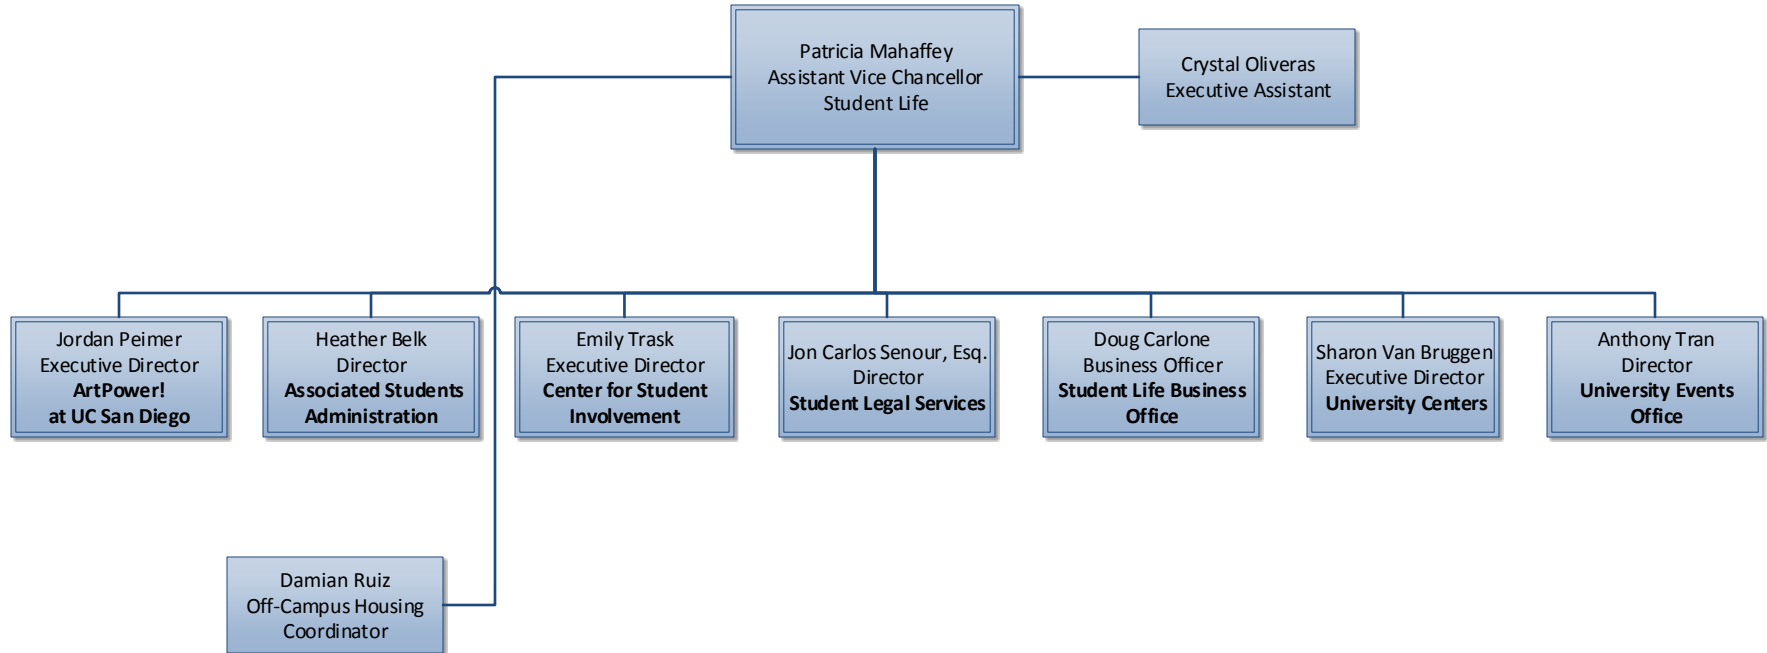 Patricia Mahaffey
Assistant Vice Chancellor
Student Life
Crystal Oliveras
Executive Assistant
Jordan Peimer
Executive Director
ArtPower!
at UC San Diego
Heather Belk
Director
Associated Students
Administration
Emily Trask
Executive Director
Center for Student
Involvement
Jon Carlos Senour, Esq.
Director
Student Legal Services
Doug Carlone
Business Officer
Student Life Business
Office
Sharon Van Bruggen
Executive Director
University Centers
Anthony Tran
Director
University Events
Office
Damian Ruiz
Off-Campus Housing
Coordinator